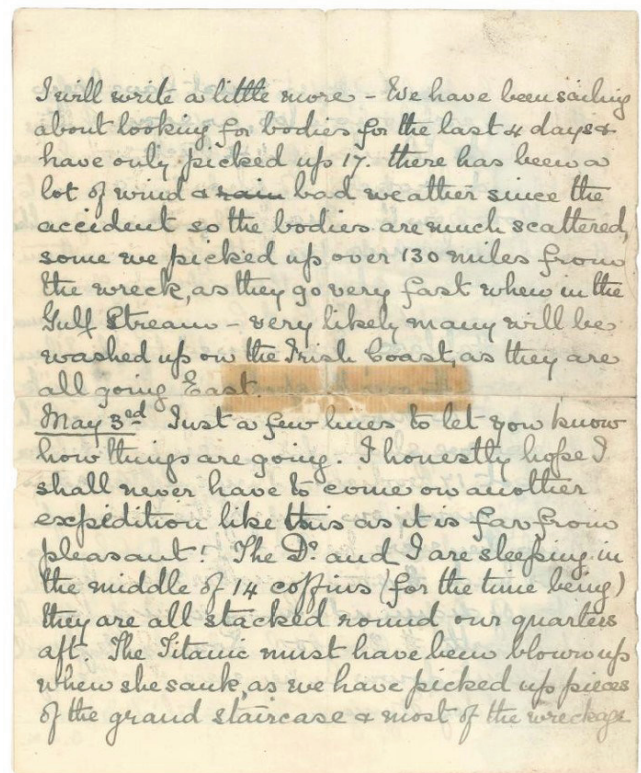 I will write a little more - We have been sailing
about looking for bodies for the last 4 days &
have only picked up 17. there has been a
lot of wind & rain bad weather since the
accident so the bodies are much scattered,
some we picked up over 130 miles from
the wreck, as they go very fast when in the
Gulf Stream - very likely many will be
washed up on the Irish Coast, as they are
all going East.
May 3rd Just a few lines to let you know
how things are going. I honestly hope I
shall never have to come on another
expedition like this as it is far from
pleasant! The Dr and I are sleeping in
the middle of 14 coffins (for the time being)
they are all stacked round our quarters
aft. The Titanic must have been blown up
when she sank, as we have picked up pieces
of the grand staircase & most of the wreckage